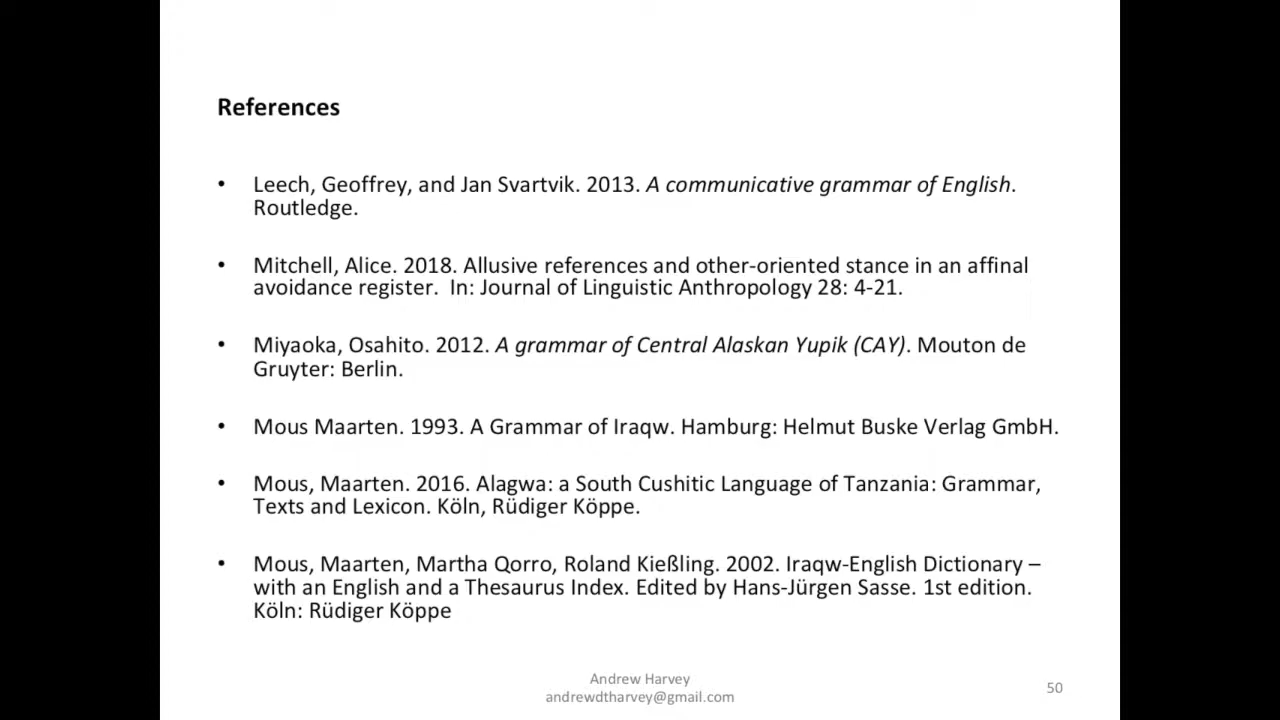 References
• Leech, Geoffrey, and Jan Svartvik. 2013. A communicative grammar of English.
Routledge.
• Mitchell, Alice. 2018. Allusive references and other-oriented stance in an affinal
avoidance register.  In: Journal of Linguistic Anthropology 28: 4-21.
• Miyaoka, Osahito. 2012. A grammar of Central Alaskan Yupik (CAY). Mouton de
Gruyter: Berlin.
• Mous Maarten. 1993. A Grammar of Iraqw. Hamburg: Helmut Buske Verlag GmbH.
• Mous, Maarten. 2016. Alagwa: a South Cushitic Language of Tanzania: Grammar,
Texts and Lexicon. Köln, Rüdiger Köppe.
• Mous, Maarten, Martha Qorro, Roland Kießling. 2002. Iraqw-English Dictionary –
with an English and a Thesaurus Index. Edited by Hans-Jürgen Sasse. 1st edition.
Köln: Rüdiger Köppe
Andrew Harvey
andrewdtharvey@gmail.com
50